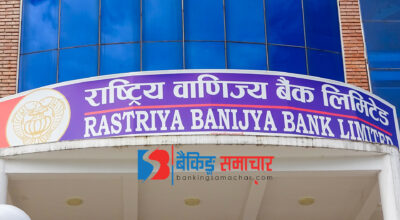 राष्ट्रिय वाणिज्य बैंक लिमिटेड
RASTRIYA BANIJYA BANK LIMITED
बैंकिङ्ग समाचार
bankingsamachar.com